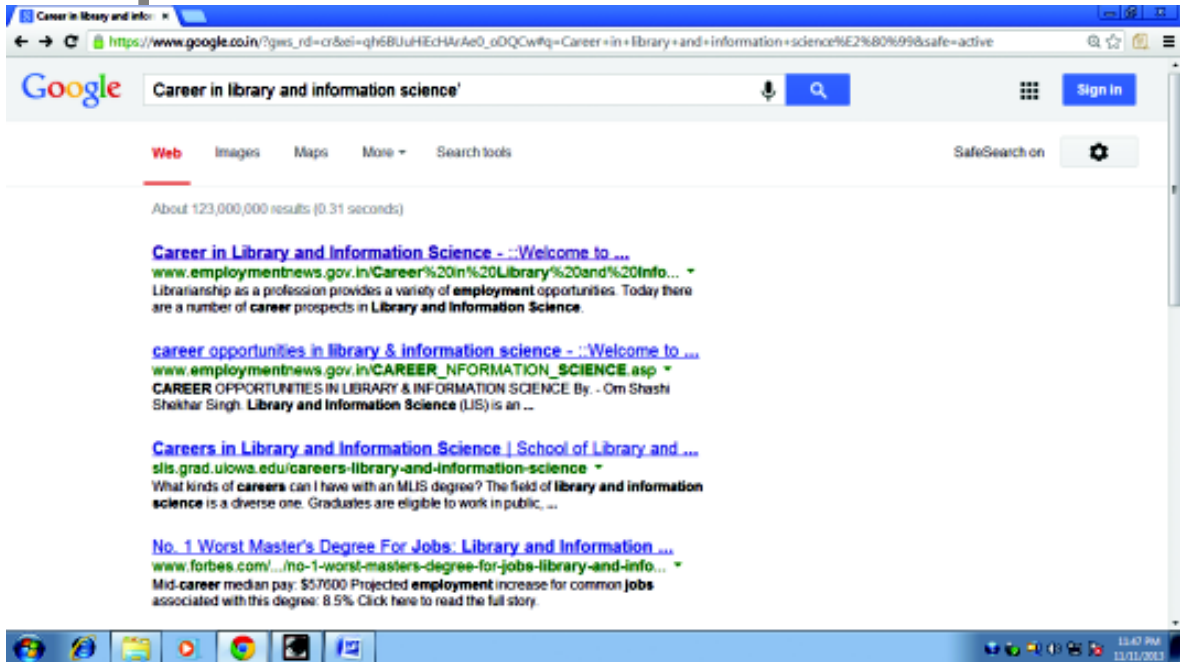 Career in library and infor
https://www.google.co.in/?gws_rd=cr&ei=qh6BUuHiEcHArAe0_oDQCw#q=Career+in+library+and+information+science%E2%80%99&safe=active
Google Career in library and information science' Sign in
Web Images Maps More Search tools SafeSearch on
About 123,000,000 results (0.31 seconds)
Career in Library and Information Science - ::Welcome to ...
www.employmentnews.gov.in/Career%20in%20Library%20and%20Info...
Librarianship as a profession provides a variety of employment opportunities. Today there
are a number of career prospects in Library and Information Science.
career opportunities in library & information science - ::Welcome to ...
www.employmentnews.gov.in/CAREER_NFORMATION_SCIENCE.asp
CAREER OPPORTUNITIES IN LIBRARY & INFORMATION SCIENCE By. - Om Shashi
Shekhar Singh. Library and Information Science (LIS) is an ...
Careers in Library and Information Science | School of Library and ...
slis.grad.uiowa.edu/careers-library-and-information-science
What kinds of careers can I have with an MLIS degree? The field of library and information
science is a diverse one. Graduates are eligible to work in public, ...
No. 1 Worst Master's Degree For Jobs: Library and Information ...
www.forbes.com/.../no-1-worst-masters-degree-for-jobs-library-and-info...
Mid-career median pay: $57600 Projected employment increase for common jobs
associated with this degree: 8.5% Click here to read the full story.
11:47 PM
11/11/2013